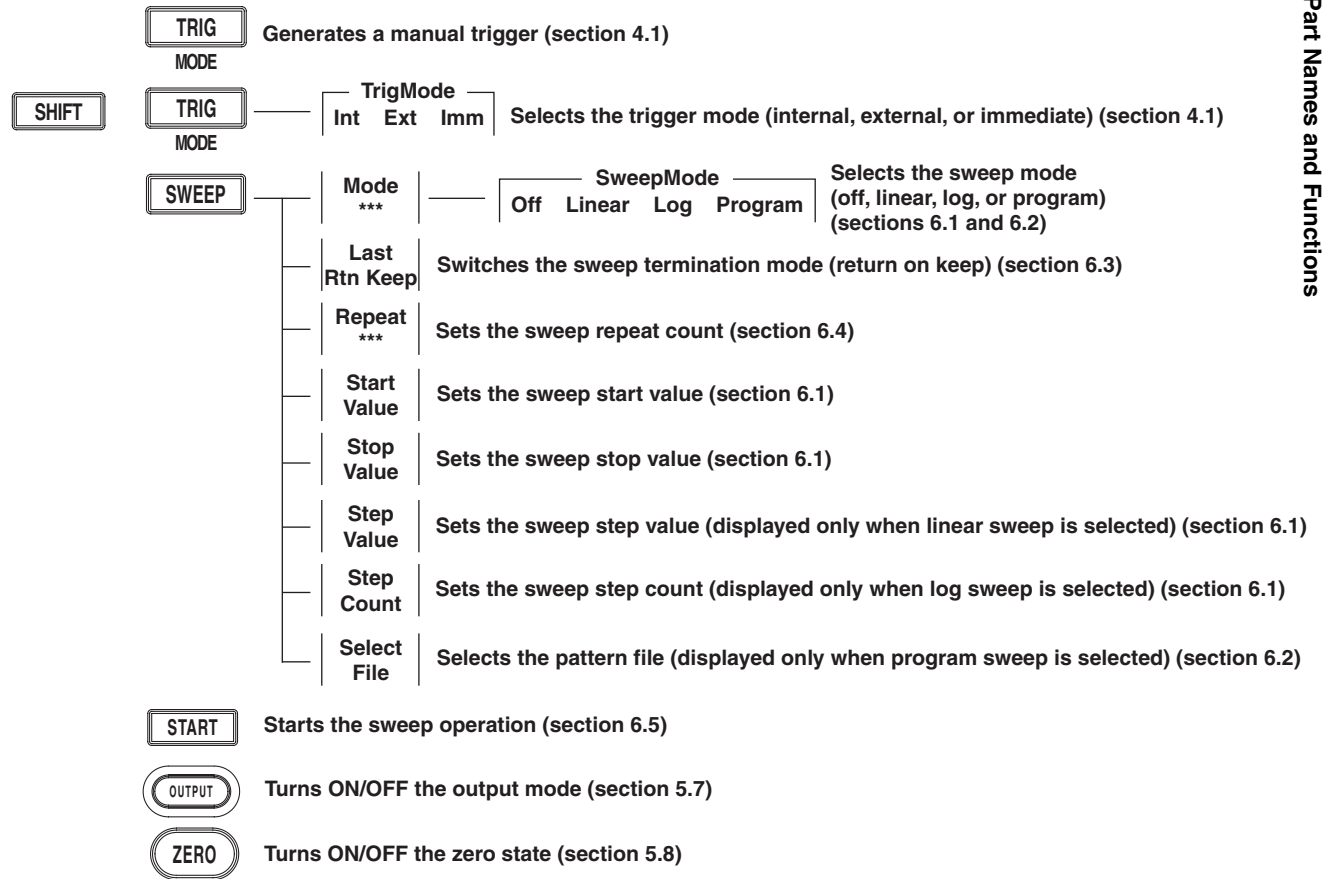 Part Names and Functions
TRIG
MODE
Generates a manual trigger (section 4.1)
SHIFT
TRIG
MODE
TrigMode
Int Ext Imm
Selects the trigger mode (internal, external, or immediate) (section 4.1)
SWEEP
Mode
***
SweepMode
Off Linear Log Program
Selects the sweep mode
(off, linear, log, or program)
(sections 6.1 and 6.2)
Last
Rtn Keep
Switches the sweep termination mode (return on keep) (section 6.3)
Repeat
***
Sets the sweep repeat count (section 6.4)
Start
Value
Sets the sweep start value (section 6.1)
Stop
Value
Sets the sweep stop value (section 6.1)
Step
Value
Sets the sweep step value (displayed only when linear sweep is selected) (section 6.1)
Step
Count
Sets the sweep step count (displayed only when log sweep is selected) (section 6.1)
Select
File
Selects the pattern file (displayed only when program sweep is selected) (section 6.2)
START
Starts the sweep operation (section 6.5)
OUTPUT
Turns ON/OFF the output mode (section 5.7)
ZERO
Turns ON/OFF the zero state (section 5.8)